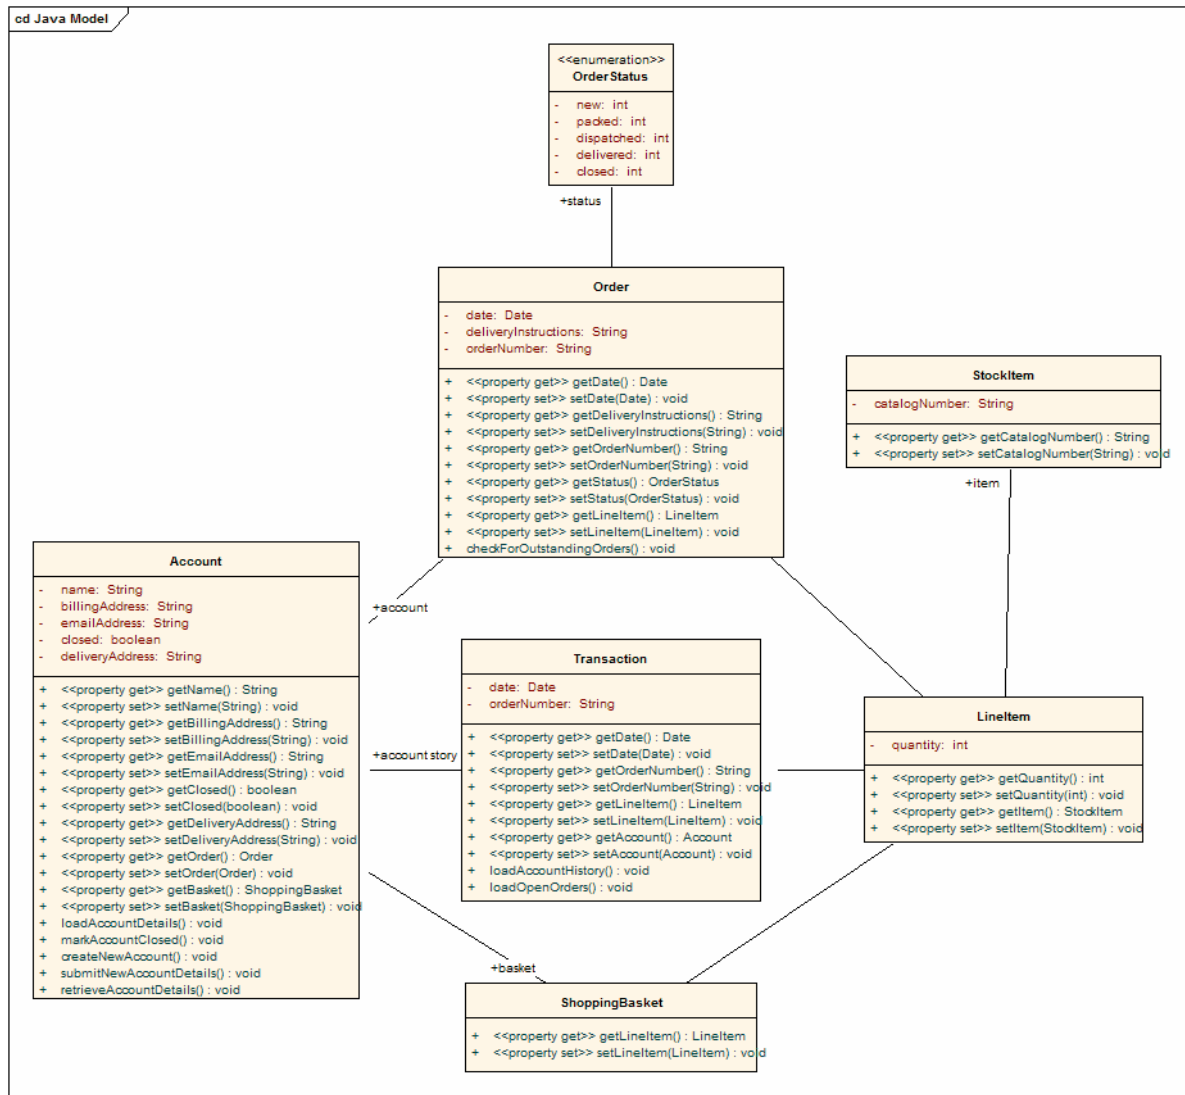 cd Java Model
<<enumeration>>
OrderStatus
- new: int
- packed: int
- dispatched: int
- delivered: int
- closed: int
+status
Order
- date: Date
- deliveryInstructions: String
- orderNumber: String
+ <<property get>> getDate() : Date
+ <<property set>> setDate(Date) : void
+ <<property get>> getDeliveryInstructions() : String
+ <<property set>> setDeliveryInstructions(String) : void
+ <<property get>> getOrderNumber() : String
+ <<property set>> setOrderNumber(String) : void
+ <<property get>> getStatus() : OrderStatus
+ <<property set>> setStatus(OrderStatus) : void
+ <<property get>> getLineItem() : LineItem
+ <<property set>> setLineItem(LineItem) : void
+ checkForOutstandingOrders() : void
StockItem
- catalogNumber: String
+ <<property get>> getCatalogNumber() : String
+ <<property set>> setCatalogNumber(String) : void
+item
Account
- name: String
- billingAddress: String
- emailAddress: String
- closed: boolean
- deliveryAddress: String
+ <<property get>> getName() : String
+ <<property set>> setName(String) : void
+ <<property get>> getBillingAddress() : String
+ <<property set>> setBillingAddress(String) : void
+ <<property get>> getEmailAddress() : String
+ <<property set>> setEmailAddress(String) : void
+ <<property get>> getClosed() : boolean
+ <<property set>> setClosed(boolean) : void
+ <<property get>> getDeliveryAddress() : String
+ <<property set>> setDeliveryAddress(String) : void
+ <<property get>> getOrder() : Order
+ <<property set>> setOrder(Order) : void
+ <<property get>> getBasket() : ShoppingBasket
+ <<property set>> setBasket(ShoppingBasket) : void
+ loadAccountDetails() : void
+ markAccountClosed() : void
+ createNewAccount() : void
+ submitNewAccountDetails() : void
+ retrieveAccountDetails() : void
+account
+account story
Transaction
- date: Date
- orderNumber: String
+ <<property get>> getDate() : Date
+ <<property set>> setDate(Date) : void
+ <<property get>> getOrderNumber() : String
+ <<property set>> setOrderNumber(String) : void
+ <<property get>> getLineItem() : LineItem
+ <<property set>> setLineItem(LineItem) : void
+ <<property get>> getAccount() : Account
+ <<property set>> setAccount(Account) : void
+ loadAccountHistory() : void
+ loadOpenOrders() : void
LineItem
- quantity: int
+ <<property get>> getQuantity() : int
+ <<property set>> setQuantity(int) : void
+ <<property get>> getItem() : StockItem
+ <<property set>> setItem(StockItem) : void
+basket
ShoppingBasket
+ <<property get>> getLineItem() : LineItem
+ <<property set>> setLineItem(LineItem) : void